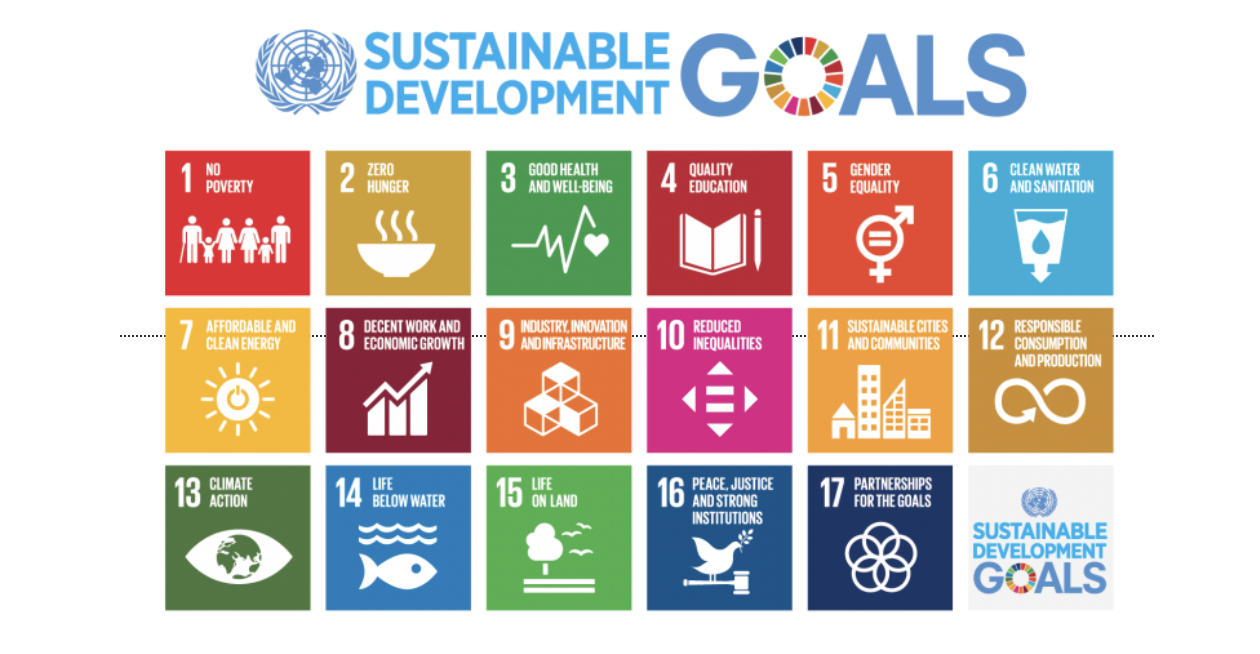 SUSTAINABLE
DEVELOPMENT
GOALS
1 NO
POVERTY
2 ZERO
HUNGER
3 GOOD HEALTH
AND WELL-BEING
4 QUALITY
EDUCATION
5 GENDER
EQUALITY
6 CLEAN WATER
AND SANITATION
7 AFFORDABLE AND
CLEAN ENERGY
8 DECENT WORK AND
ECONOMIC GROWTH
9 INDUSTRY, INNOVATION
AND INFRASTRUCTURE
10 REDUCED
INEQUALITIES
11 SUSTAINABLE CITIES
AND COMMUNITIES
12 RESPONSIBLE
CONSUMPTION
AND PRODUCTION
13 CLIMATE
ACTION
14 LIFE
BELOW WATER
15 LIFE
ON LAND
16 PEACE, JUSTICE
AND STRONG
INSTITUTIONS
17 PARTNERSHIPS
FOR THE GOALS
SUSTAINABLE
DEVELOPMENT
GOALS